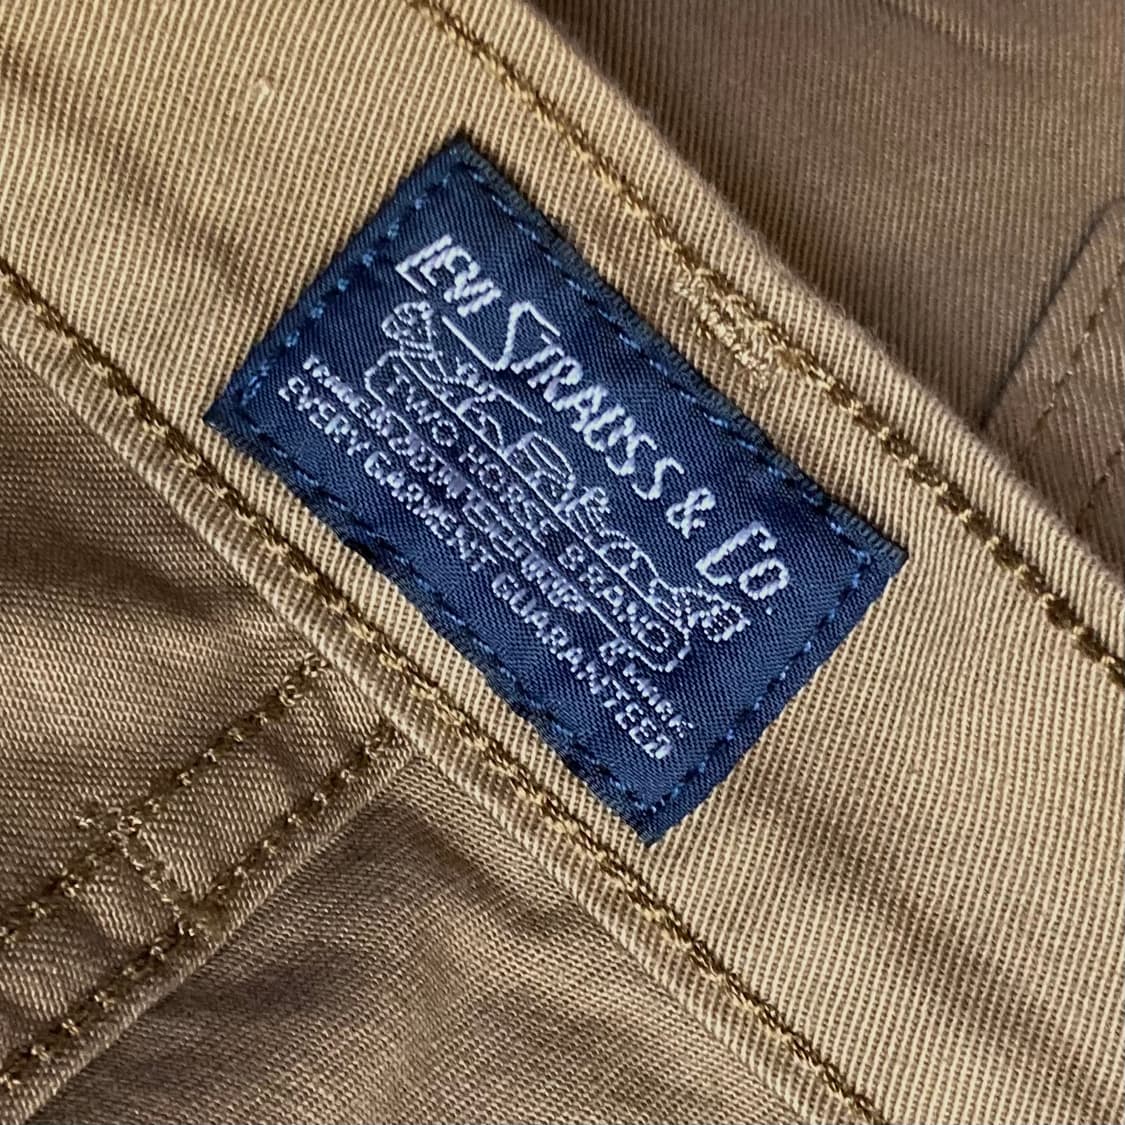 LEVI STRAUSS & CO.
TWO HORSE BRAND
EVERY GARMENT GUARANTEED